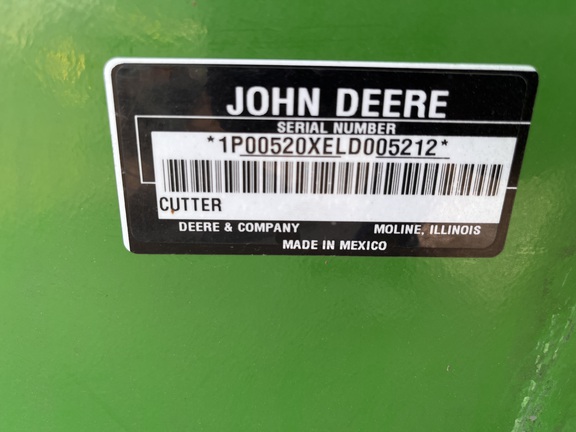 JOHN DEERE
SERIAL NUMBER
*1P00520XELD005212*
CUTTER
DEERE & COMPANY MOLINE, ILLINOIS
MADE IN MEXICO